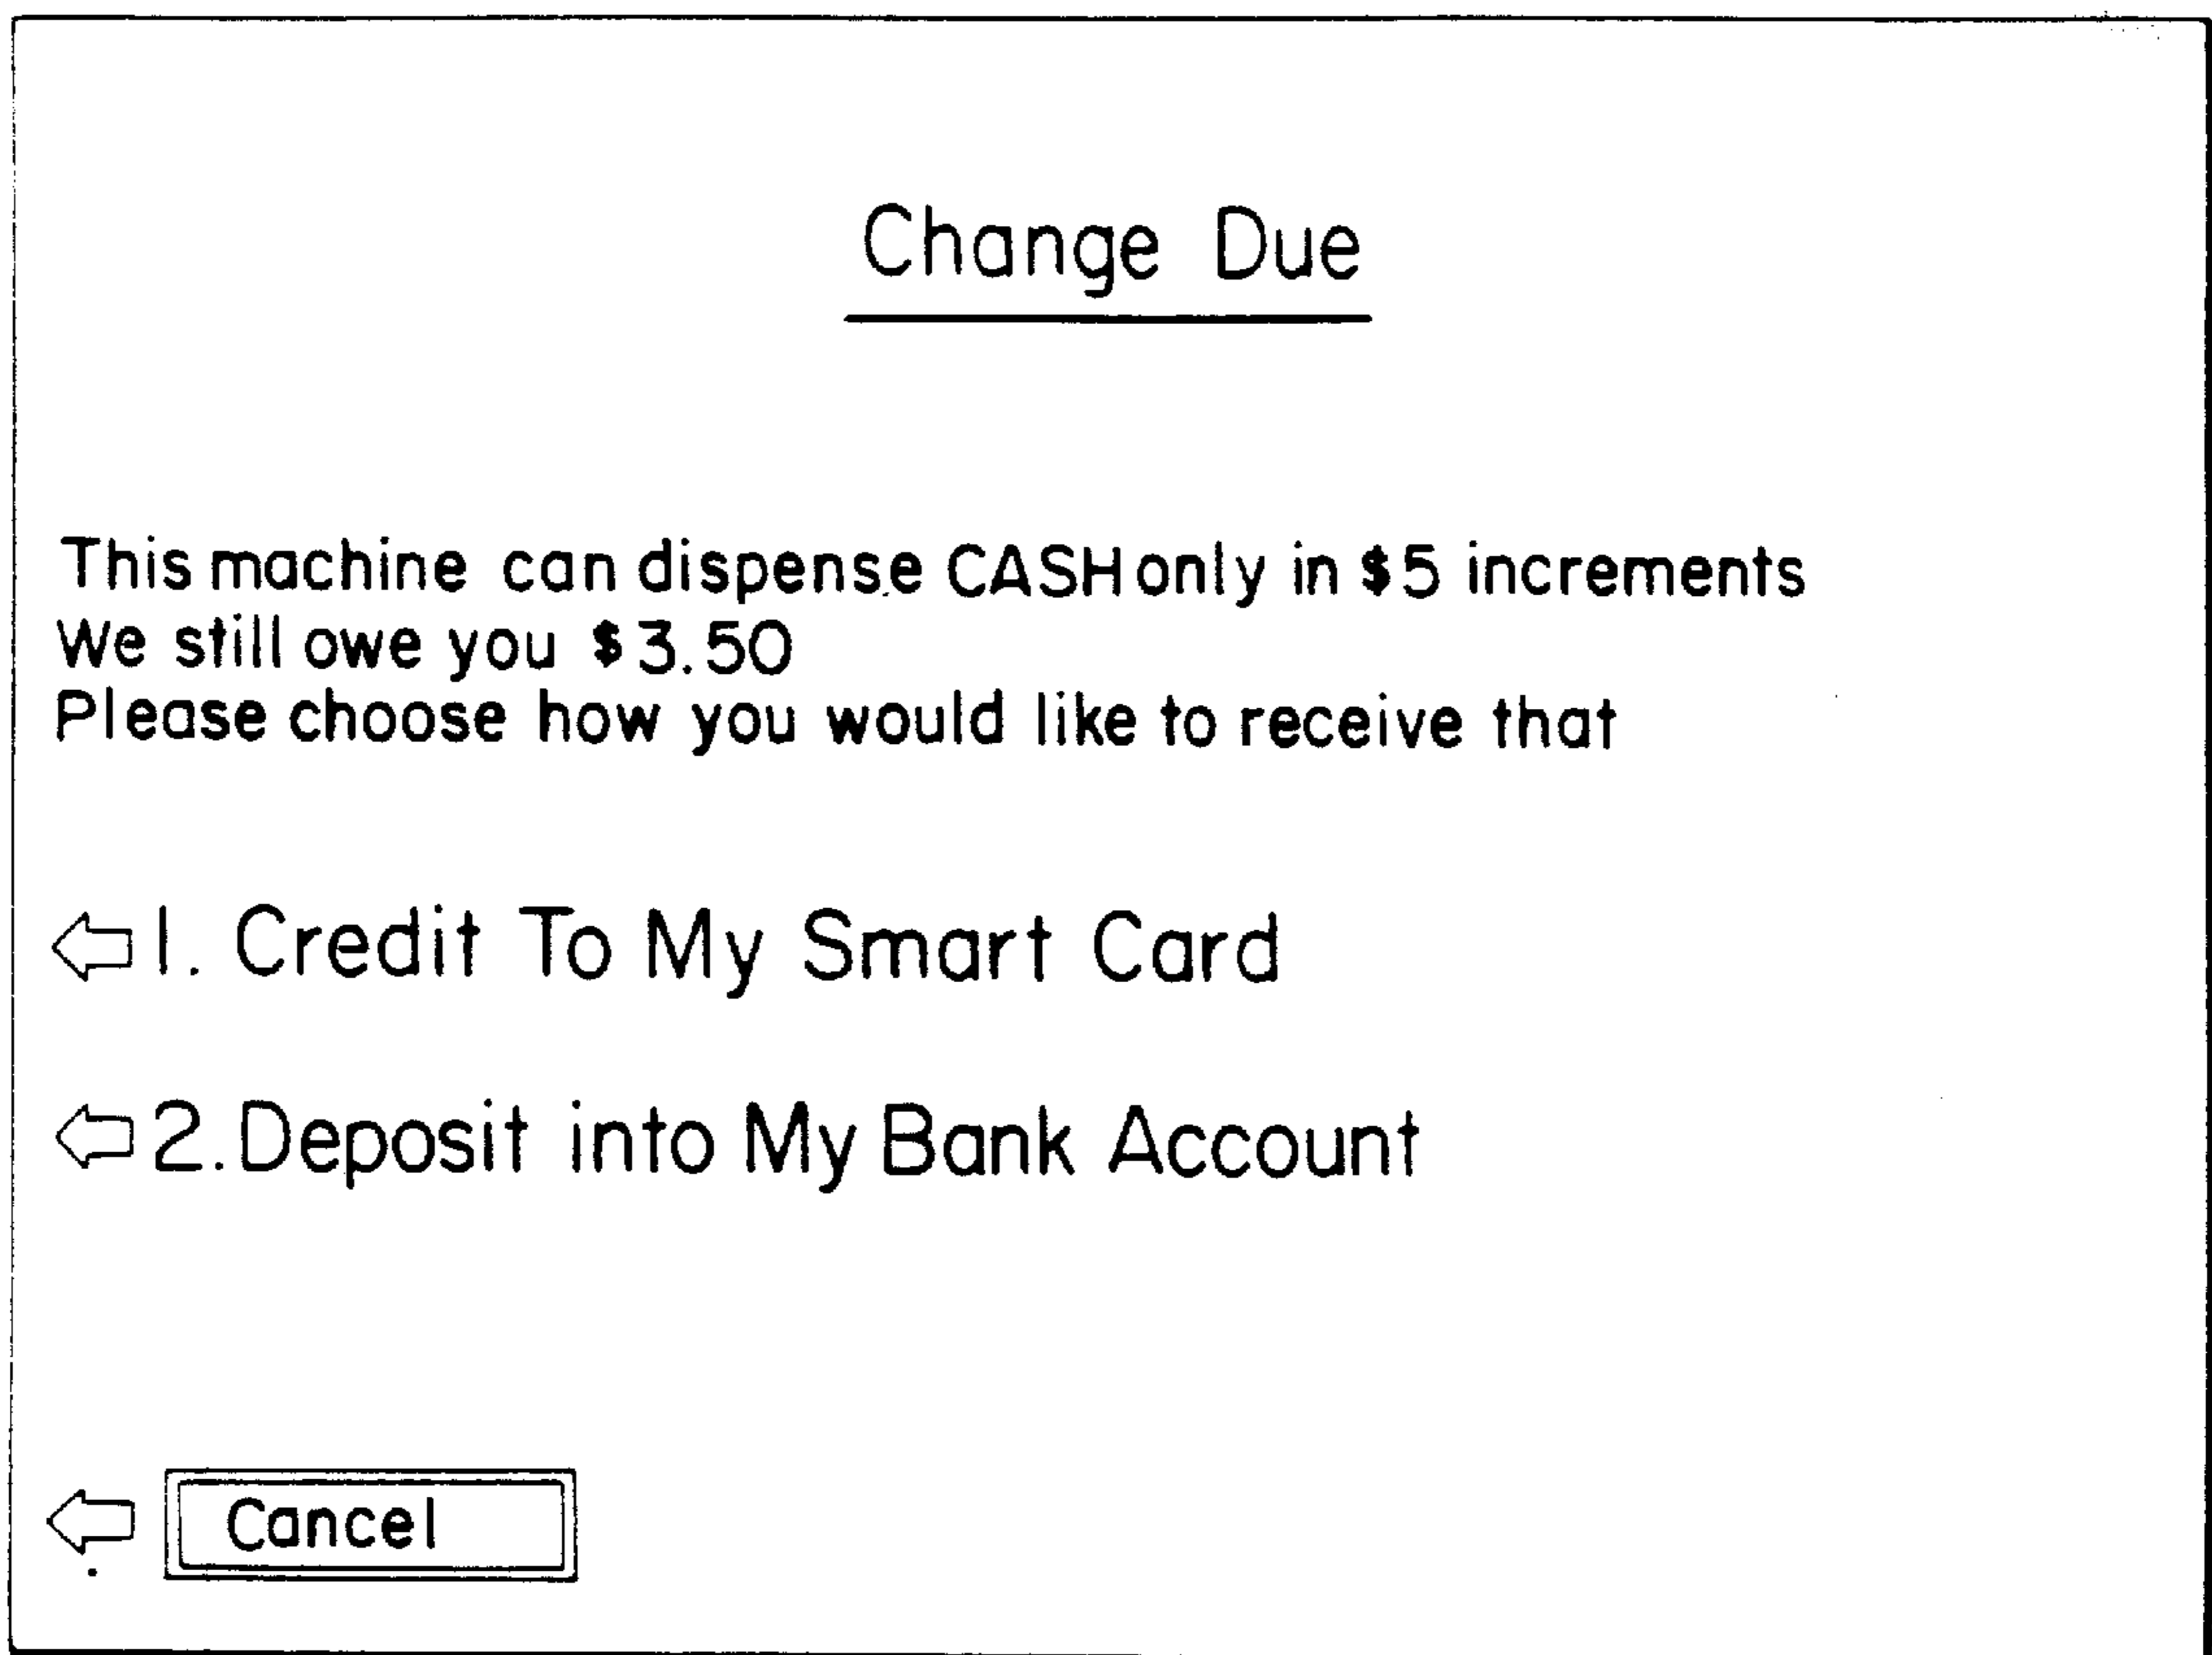 Change Due
This machine can dispense CASH only in $5 increments
We still owe you $3.50
Please choose how you would like to receive that
1. Credit To My Smart Card
2. Deposit into My Bank Account
Cancel